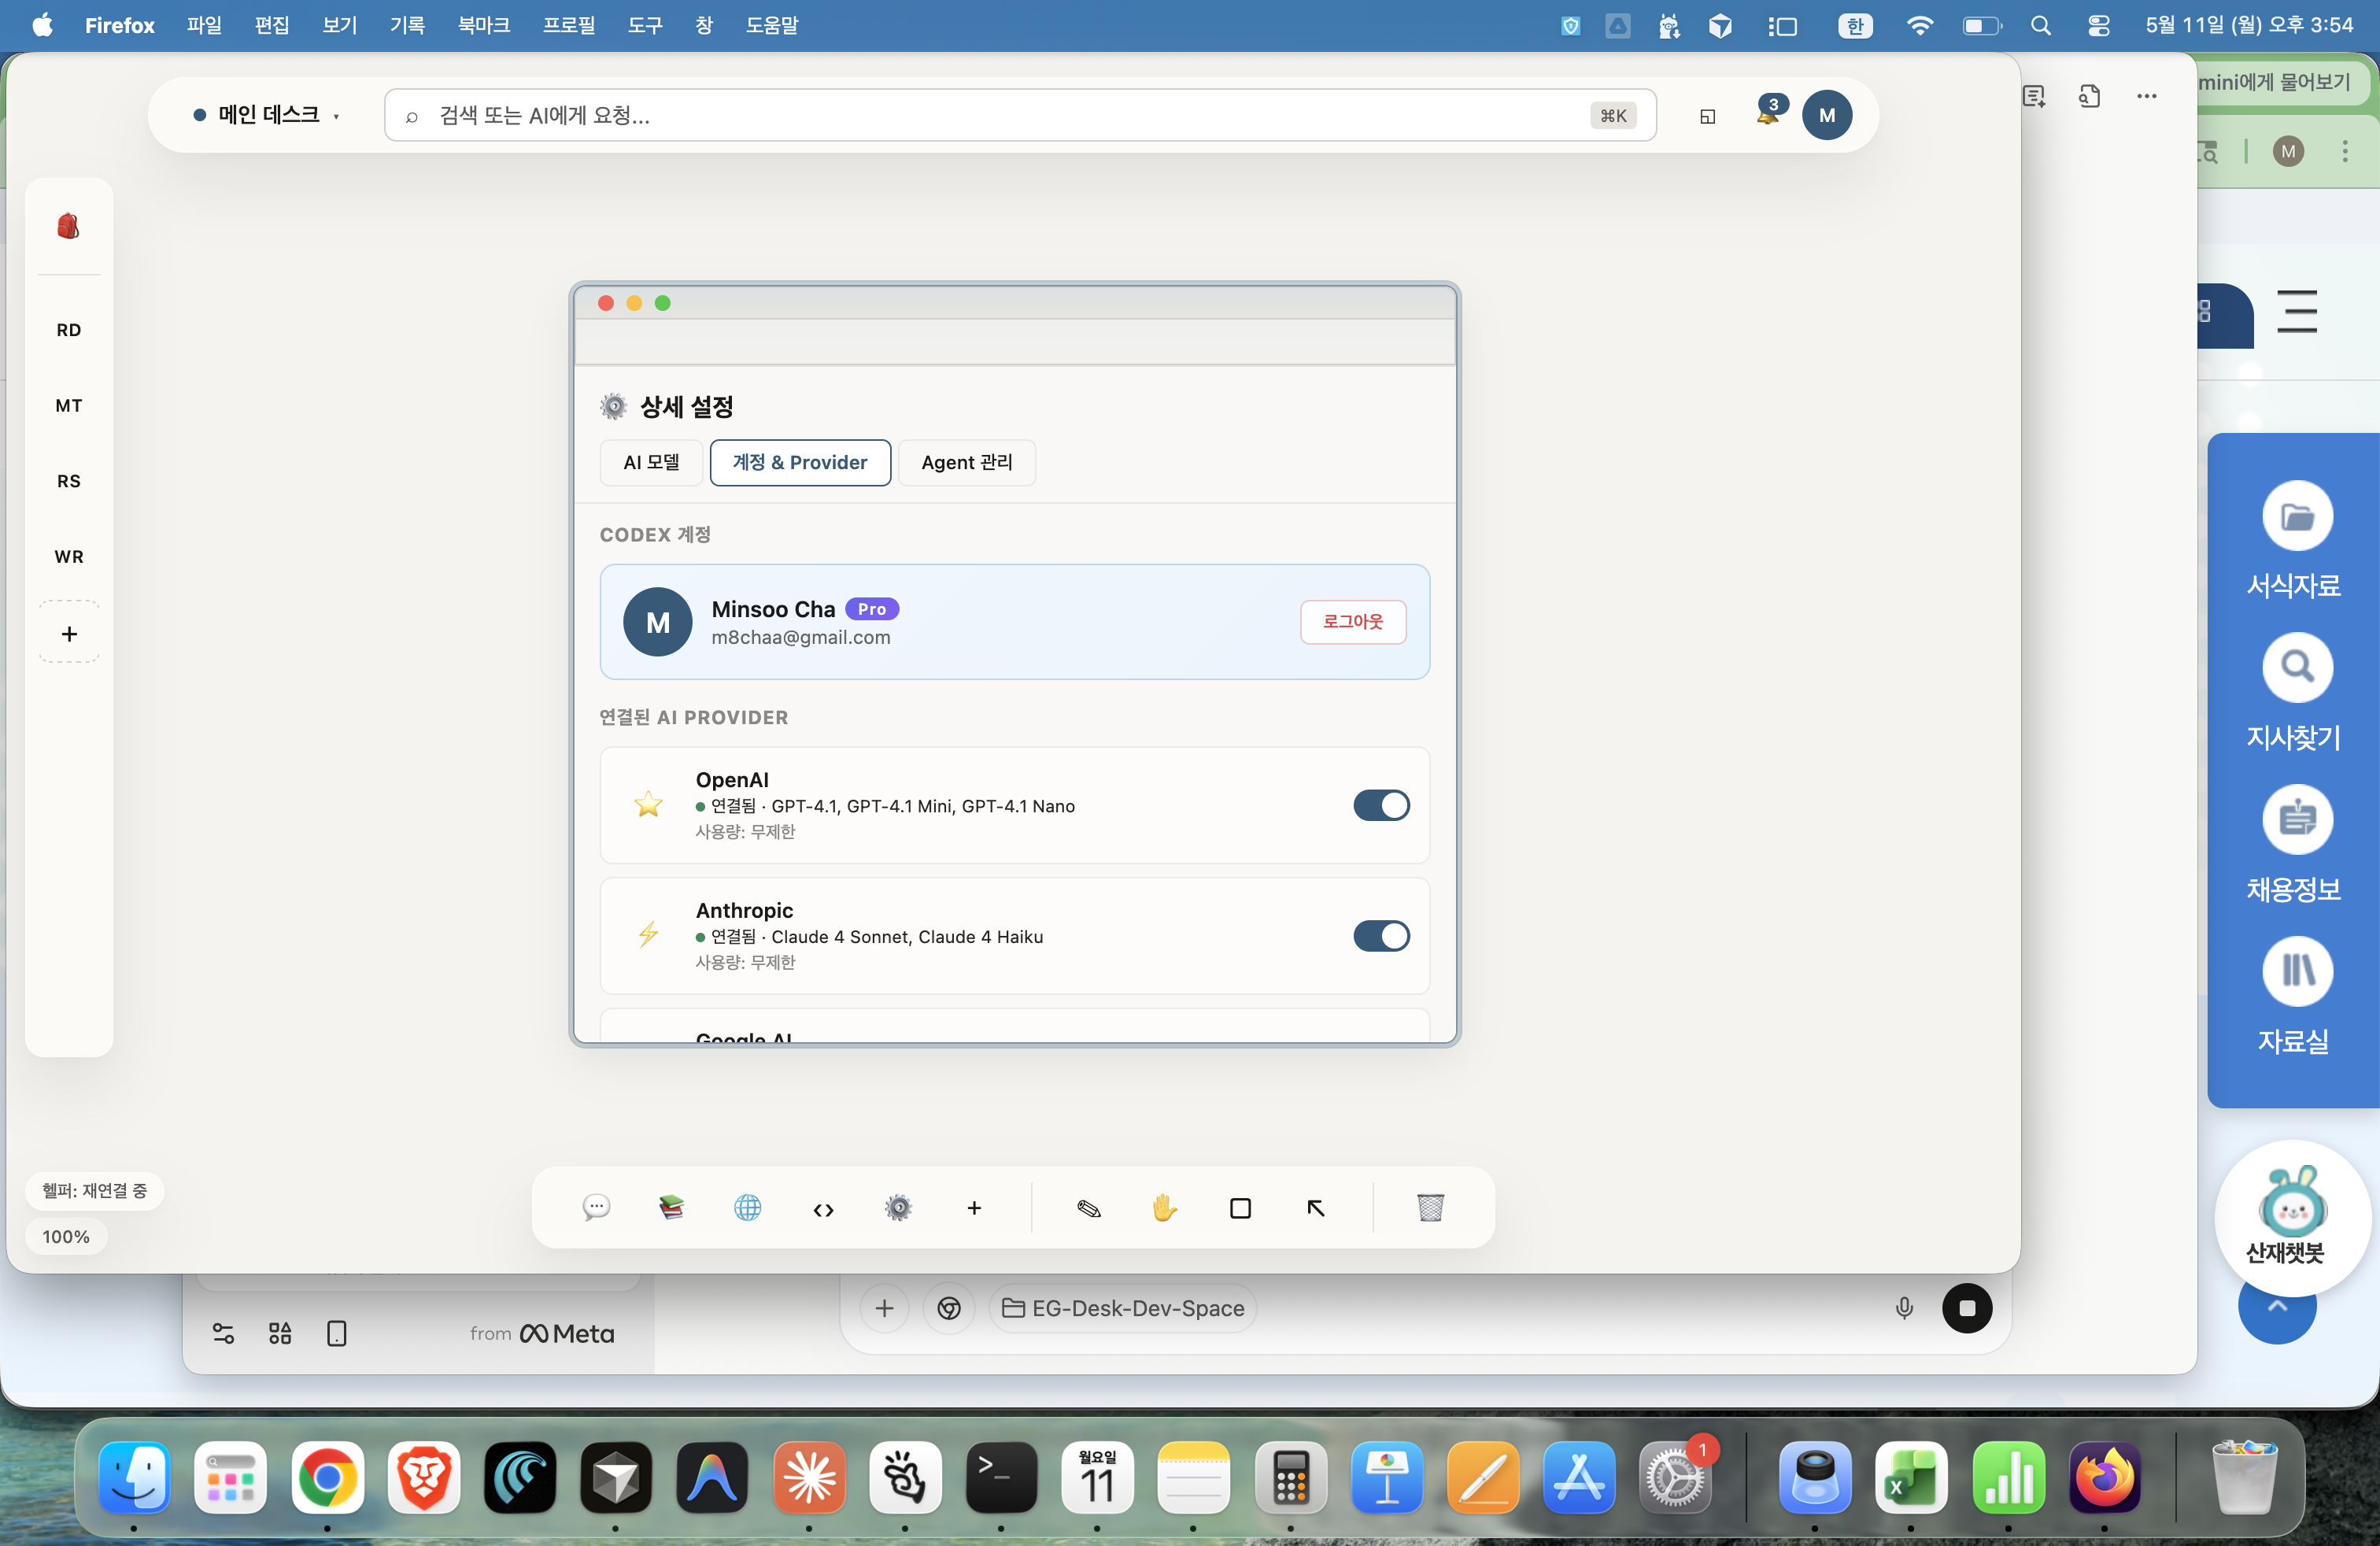 Firefox 파일 편집 보기 기록 북마크 프로필 도구 창 도움말
한
5월 11일 (월) 오후 3:54
메인 데스크
검색 또는 AI에게 요청...
⌘K
3
M
mini에게 물어보기
M
RD
MT
RS
WR
+
상세 설정
AI 모델
계정 & Provider
Agent 관리
CODEX 계정
M
Minsoo Cha Pro
m8chaa@gmail.com
로그아웃
연결된 AI PROVIDER
OpenAI
연결됨 · GPT-4.1, GPT-4.1 Mini, GPT-4.1 Nano
사용량: 무제한
Anthropic
연결됨 · Claude 4 Sonnet, Claude 4 Haiku
사용량: 무제한
Google AI
서식자료
지사찾기
채용정보
자료실
산재챗봇
헬퍼: 재연결 중
100%
EG-Desk-Dev-Space
from Meta
월요일
11
1